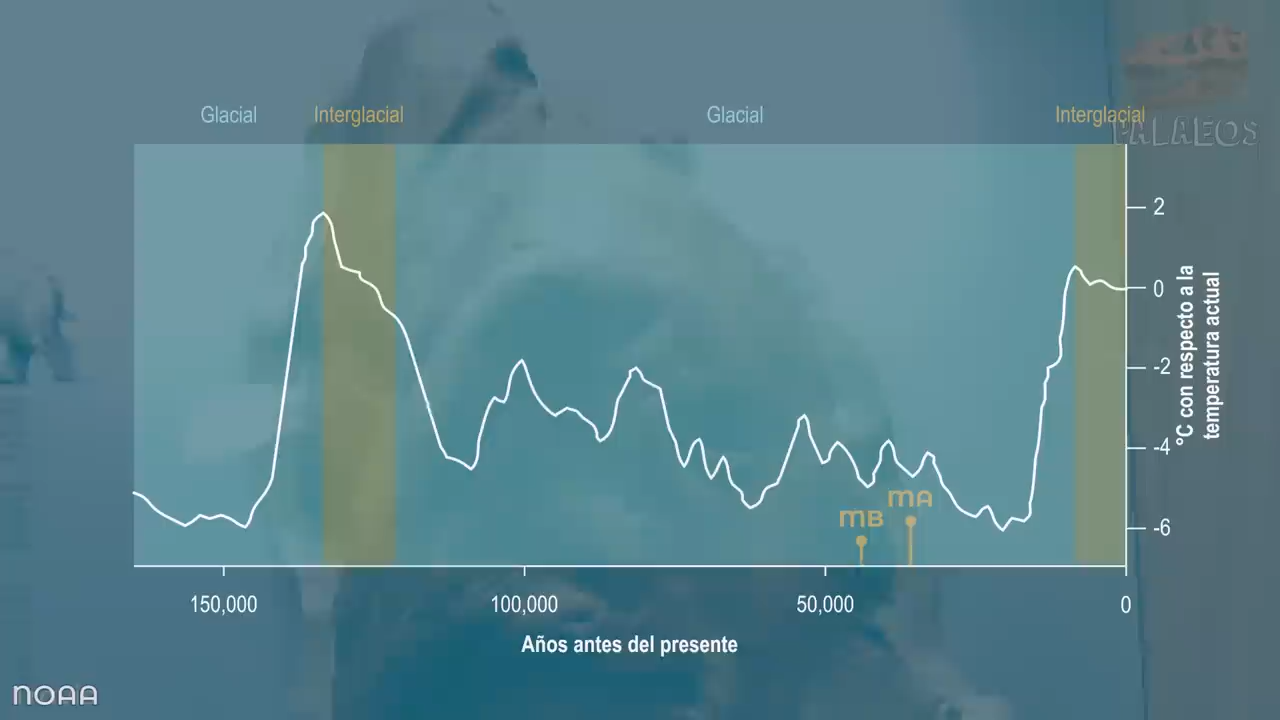 Glacial
Interglacial
Glacial
Interglacial
PALAEOS
2
0
-2
-4
-6
°C con respecto a la
temperatura actual
MB
MA
150,000
100,000
50,000
0
Años antes del presente
NOAA